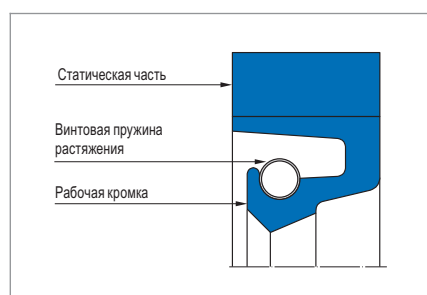 Статическая часть
Винтовая пружина
растяжения
Рабочая кромка